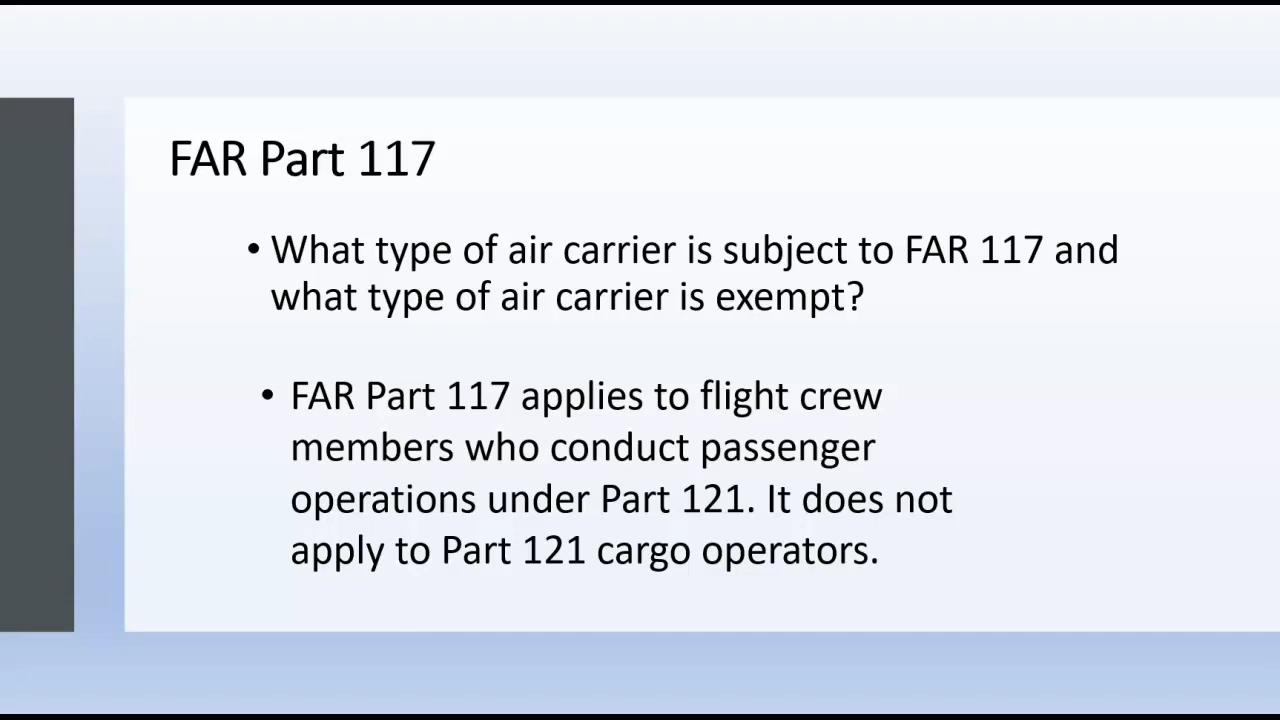 FAR Part 117
• What type of air carrier is subject to FAR 117 and
what type of air carrier is exempt?
• FAR Part 117 applies to flight crew
members who conduct passenger
operations under Part 121. It does not
apply to Part 121 cargo operators.